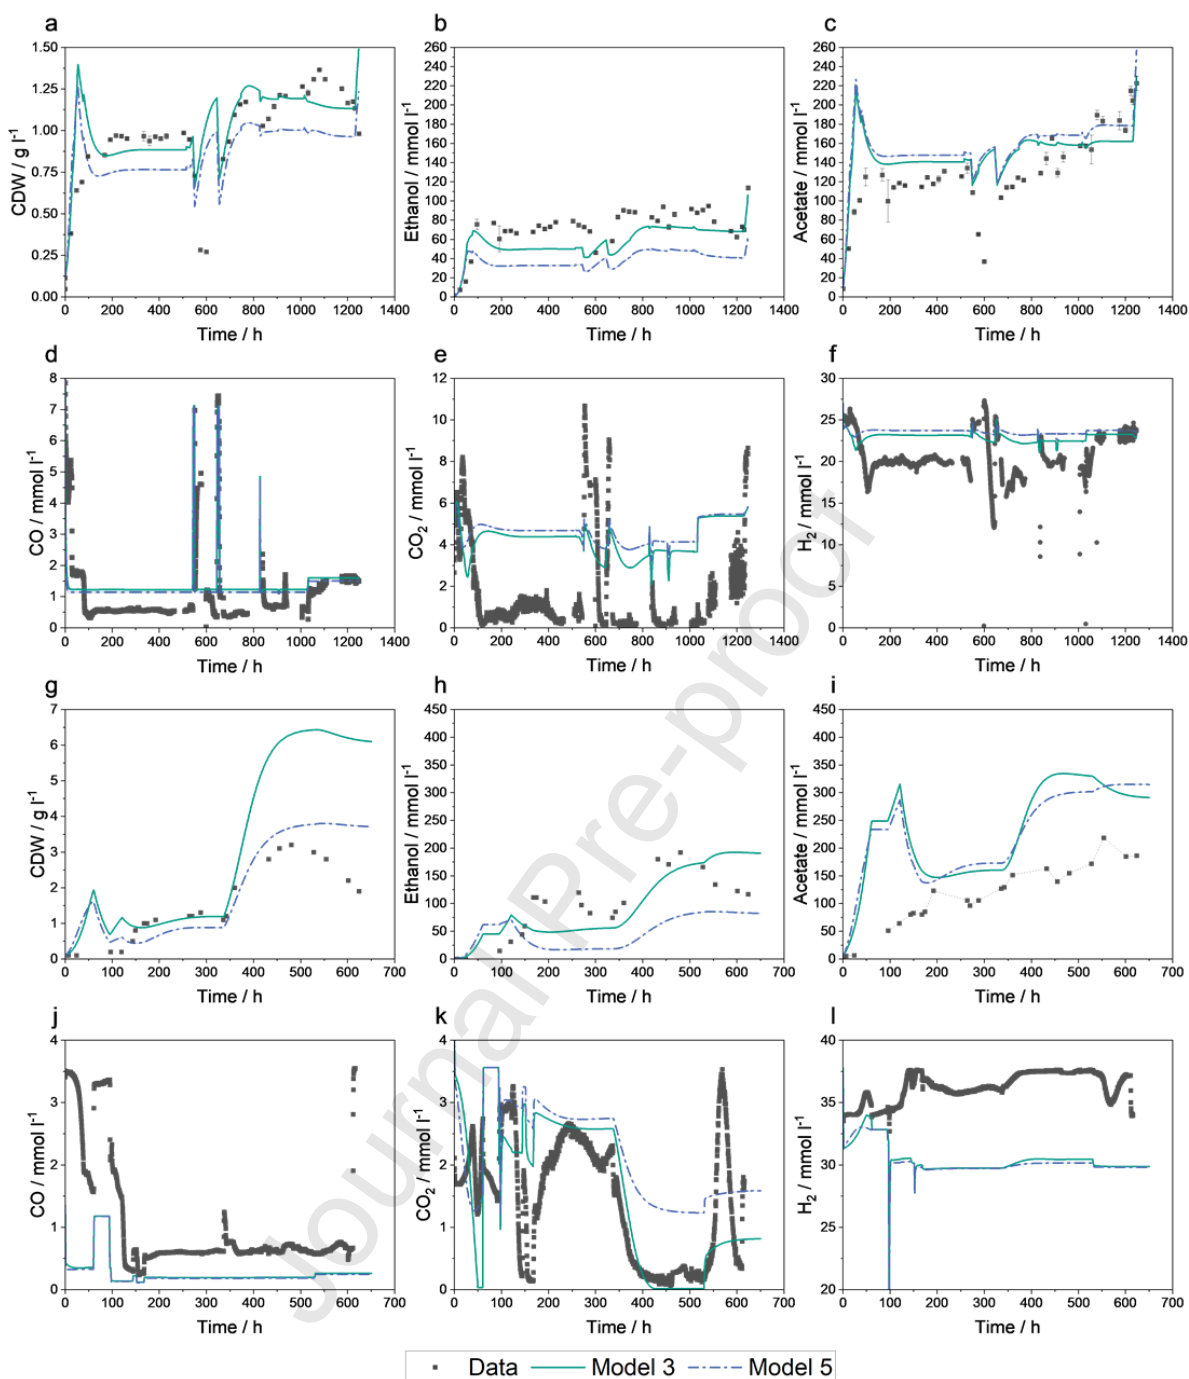 a
1.50
1.25
1.00
0.75
0.50
0.25
0.00
CDW / g l⁻¹
0 200 400 600 800 1000 1200 1400
Time / h
b
260
240
220
200
180
160
140
120
100
80
60
40
20
0
Ethanol / mmol l⁻¹
0 200 400 600 800 1000 1200 1400
Time / h
c
260
240
220
200
180
160
140
120
100
80
60
40
20
0
Acetate / mmol l⁻¹
0 200 400 600 800 1000 1200 1400
Time / h
d
8
7
6
5
4
3
2
1
0
CO / mmol l⁻¹
0 200 400 600 800 1000 1200 1400
Time / h
e
12
10
8
6
4
2
0
CO₂ / mmol l⁻¹
0 200 400 600 800 1000 1200 1400
Time / h
f
30
25
20
15
10
5
0
H₂ / mmol l⁻¹
0 200 400 600 800 1000 1200 1400
Time / h
g
7
6
5
4
3
2
1
0
CDW / g l⁻¹
0 100 200 300 400 500 600 700
Time / h
h
450
400
350
300
250
200
150
100
50
0
Ethanol / mmol l⁻¹
0 100 200 300 400 500 600 700
Time / h
i
450
400
350
300
250
200
150
100
50
0
Acetate / mmol l⁻¹
0 100 200 300 400 500 600 700
Time / h
j
4
3
2
1
0
CO / mmol l⁻¹
0 100 200 300 400 500 600 700
Time / h
k
4
3
2
1
0
CO₂ / mmol l⁻¹
0 100 200 300 400 500 600 700
Time / h
l
40
35
30
25
20
H₂ / mmol l⁻¹
0 100 200 300 400 500 600 700
Time / h
Data Model 3 Model 5
Journal Pre-proof